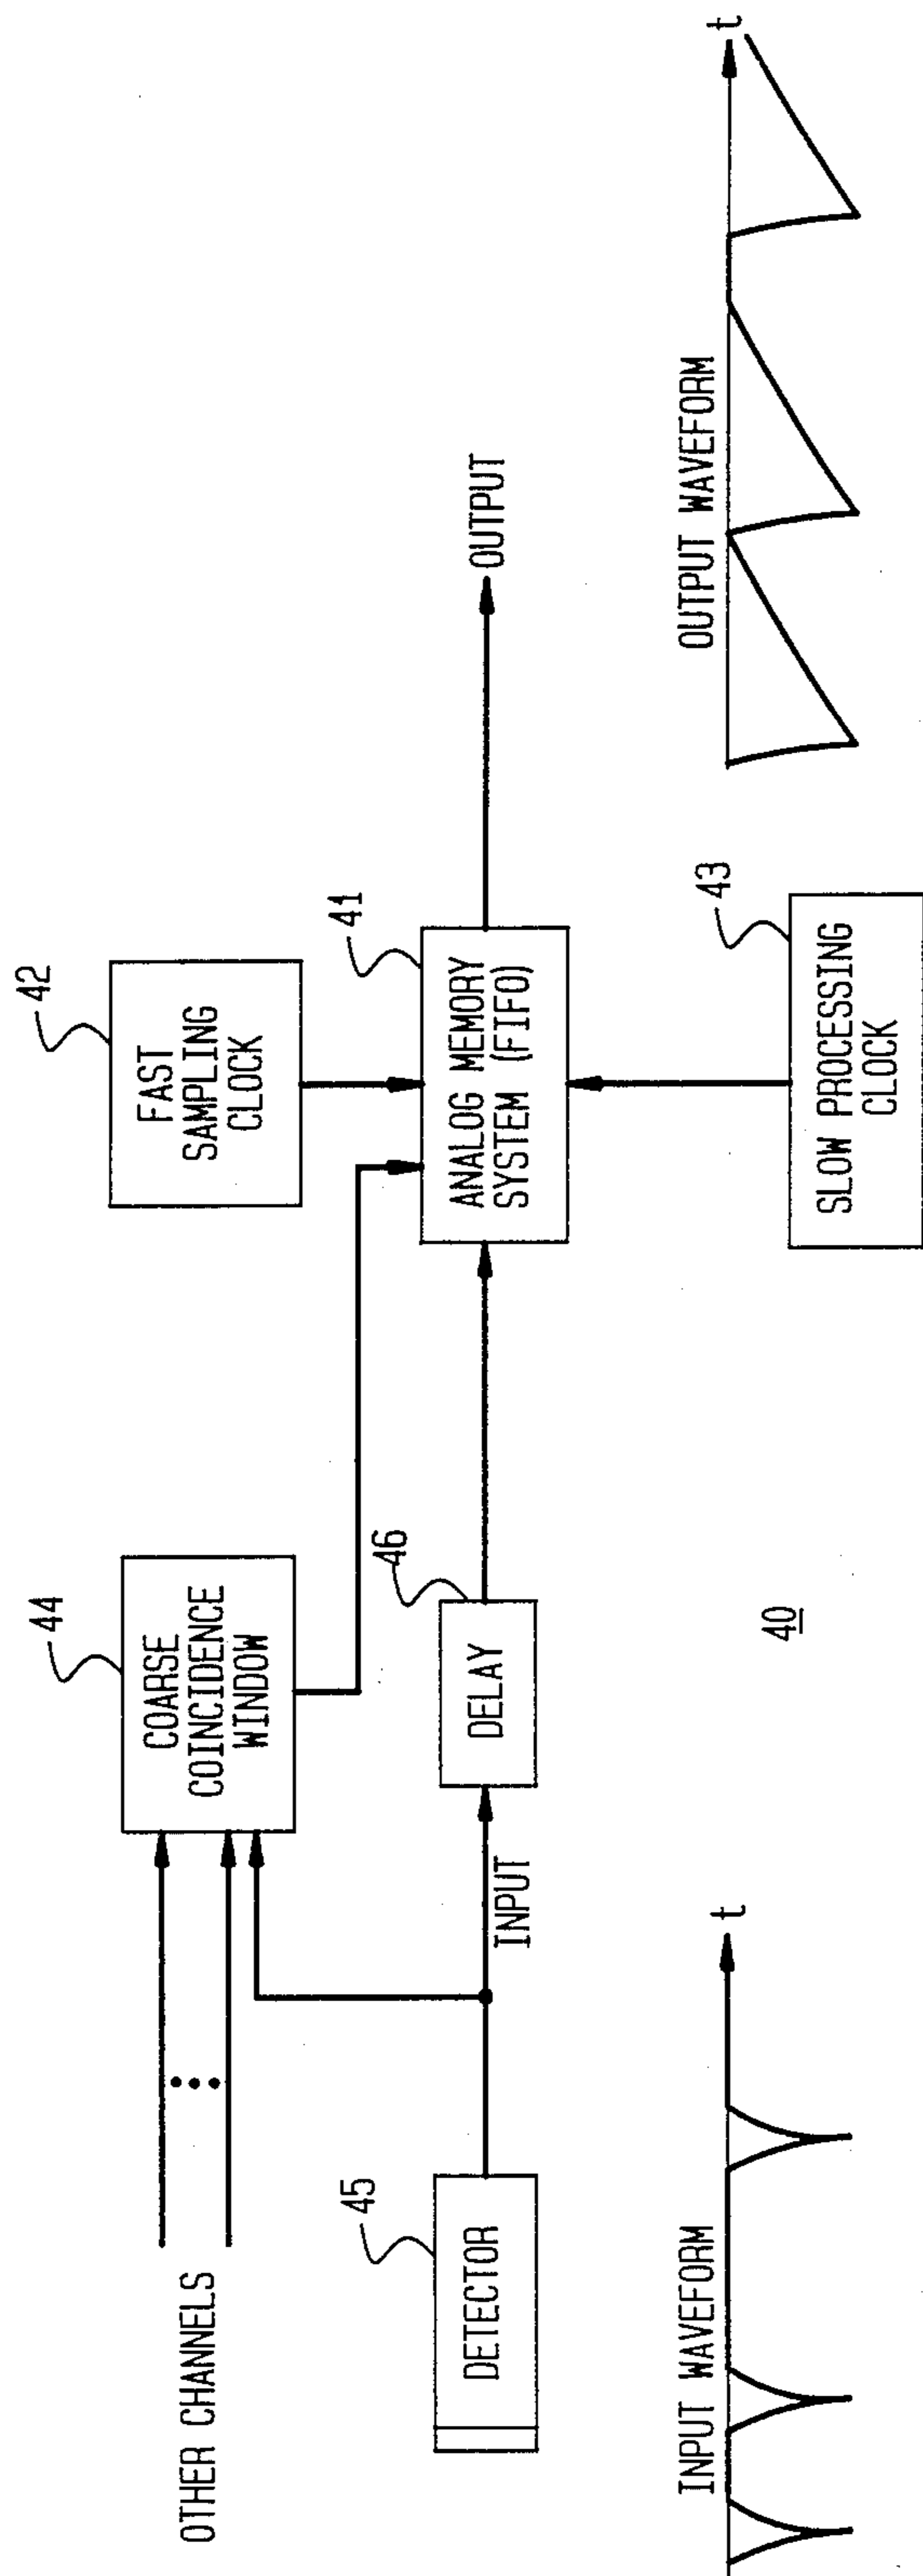 42
FAST
SAMPLING
CLOCK
44
COARSE
COINCIDENCE
WINDOW
OTHER CHANNELS
41
ANALOG MEMORY
SYSTEM (FIFO)
OUTPUT
46
DELAY
INPUT
45
DETECTOR
43
SLOW PROCESSING
CLOCK
OUTPUT WAVEFORM
t
INPUT WAVEFORM
t
40